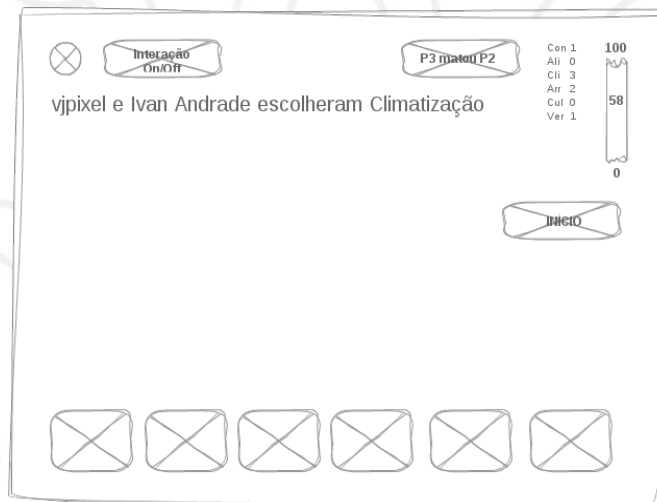 Interação
On/Off
P3 matou P2
Con 1
Ali 0
Cli 3
Arr 2
Cul 0
Ver 1
100
58
0
vjpixel e Ivan Andrade escolheram Climatização
INICIO